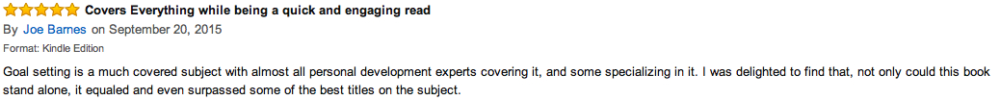 Covers Everything while being a quick and engaging read
By Joe Barnes on September 20, 2015
Format: Kindle Edition
Goal setting is a much covered subject with almost all personal development experts covering it, and some specializing in it. I was delighted to find that, not only could this book
stand alone, it equaled and even surpassed some of the best titles on the subject.